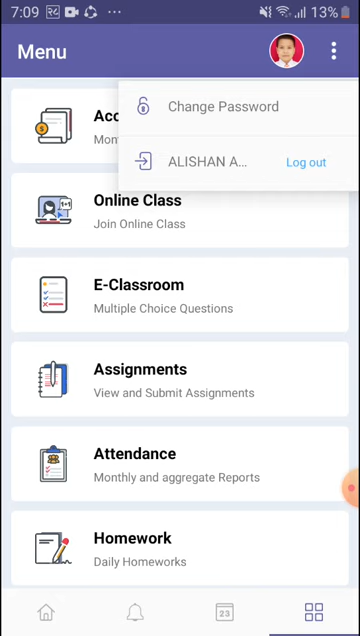 7:09
13%
Menu
Acc
Mon
Change Password
ALISHAN A...
Log out
Online Class
Join Online Class
E-Classroom
Multiple Choice Questions
Assignments
View and Submit Assignments
Attendance
Monthly and aggregate Reports
Homework
Daily Homeworks
23